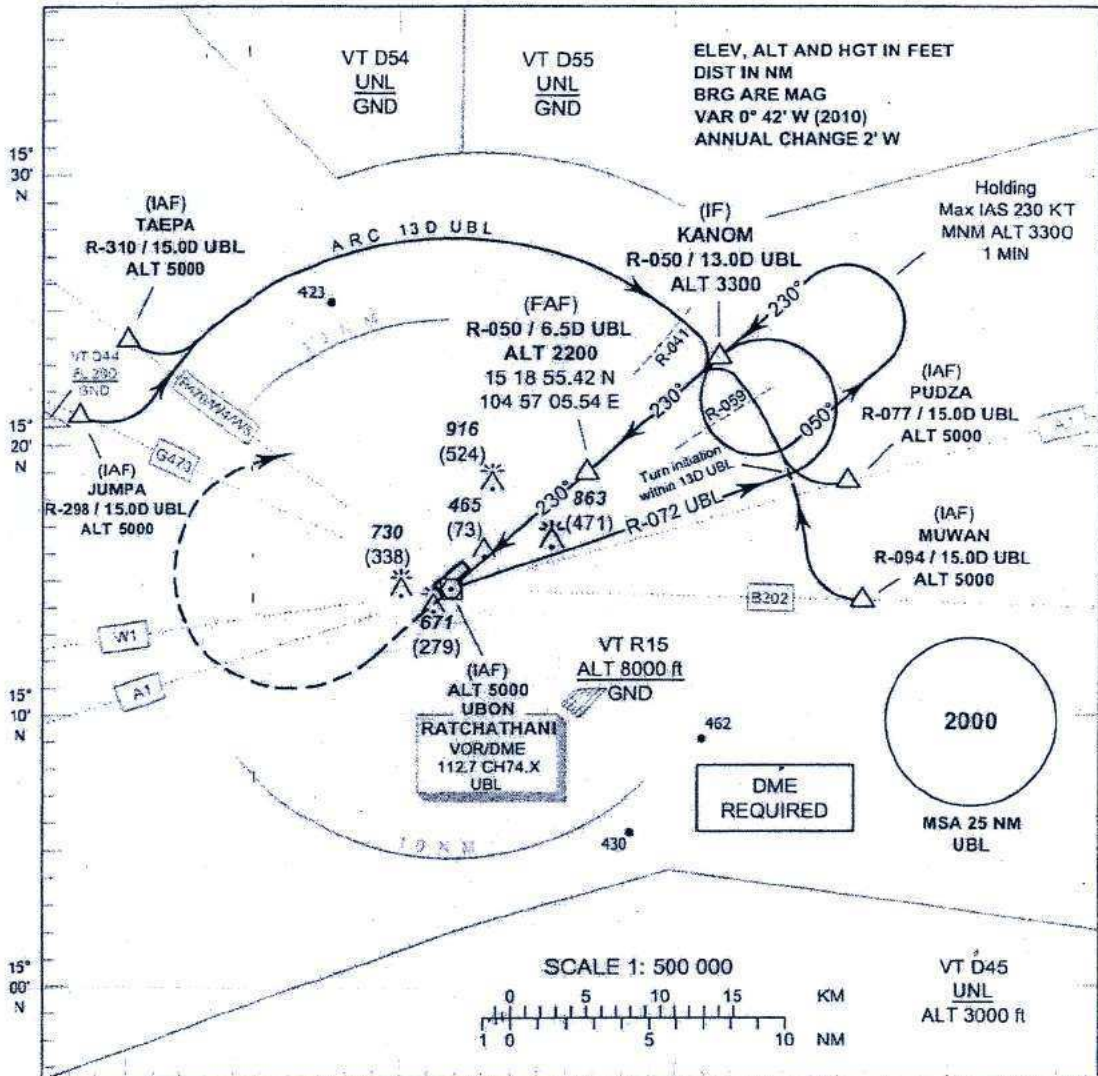 VT D54
UNL
GND
VT D55
UNL
GND
ELEV, ALT AND HGT IN FEET
DIST IN NM
BRG ARE MAG
VAR 0° 42' W (2010)
ANNUAL CHANGE 2' W
15°
30'
N
(IAF)
TAEPA
R-310 / 15.0D UBL
ALT 5000
ARC 13D UBL
(IF)
KANOM
R-050 / 13.0D UBL
ALT 3300
Holding
Max IAS 230 KT
MNM ALT 3300
1 MIN
423
(FAF)
R-050 / 6.5D UBL
ALT 2200
15 18 55.42 N
104 57 05.54 E
R-041
230°
VT D44
GND
230°
R-059
050°
(IAF)
PUDZA
R-077 / 15.0D UBL
ALT 5000
15°
20'
N
G473
(IAF)
JUMPA
R-298 / 15.0D UBL
ALT 5000
916
(524)
465
(73)
230°
863
(471)
Turn initiation
within 13D UBL
R-072 UBL
730
(338)
(IAF)
MUWAN
R-094 / 15.0D UBL
ALT 5000
B202
W1
A1
671
(279)
(IAF)
ALT 5000
UBON
RATCHATHANI
VOR/DME
112.7 CH74.X
UBL
VT R15
ALT 8000 ft
GND
15°
10'
N
462
2000
DME
REQUIRED
MSA 25 NM
UBL
10 NM
430
15°
00'
N
SCALE 1: 500 000
0 5 10 15 KM
1 0 5 10 NM
VT D45
UNL
ALT 3000 ft